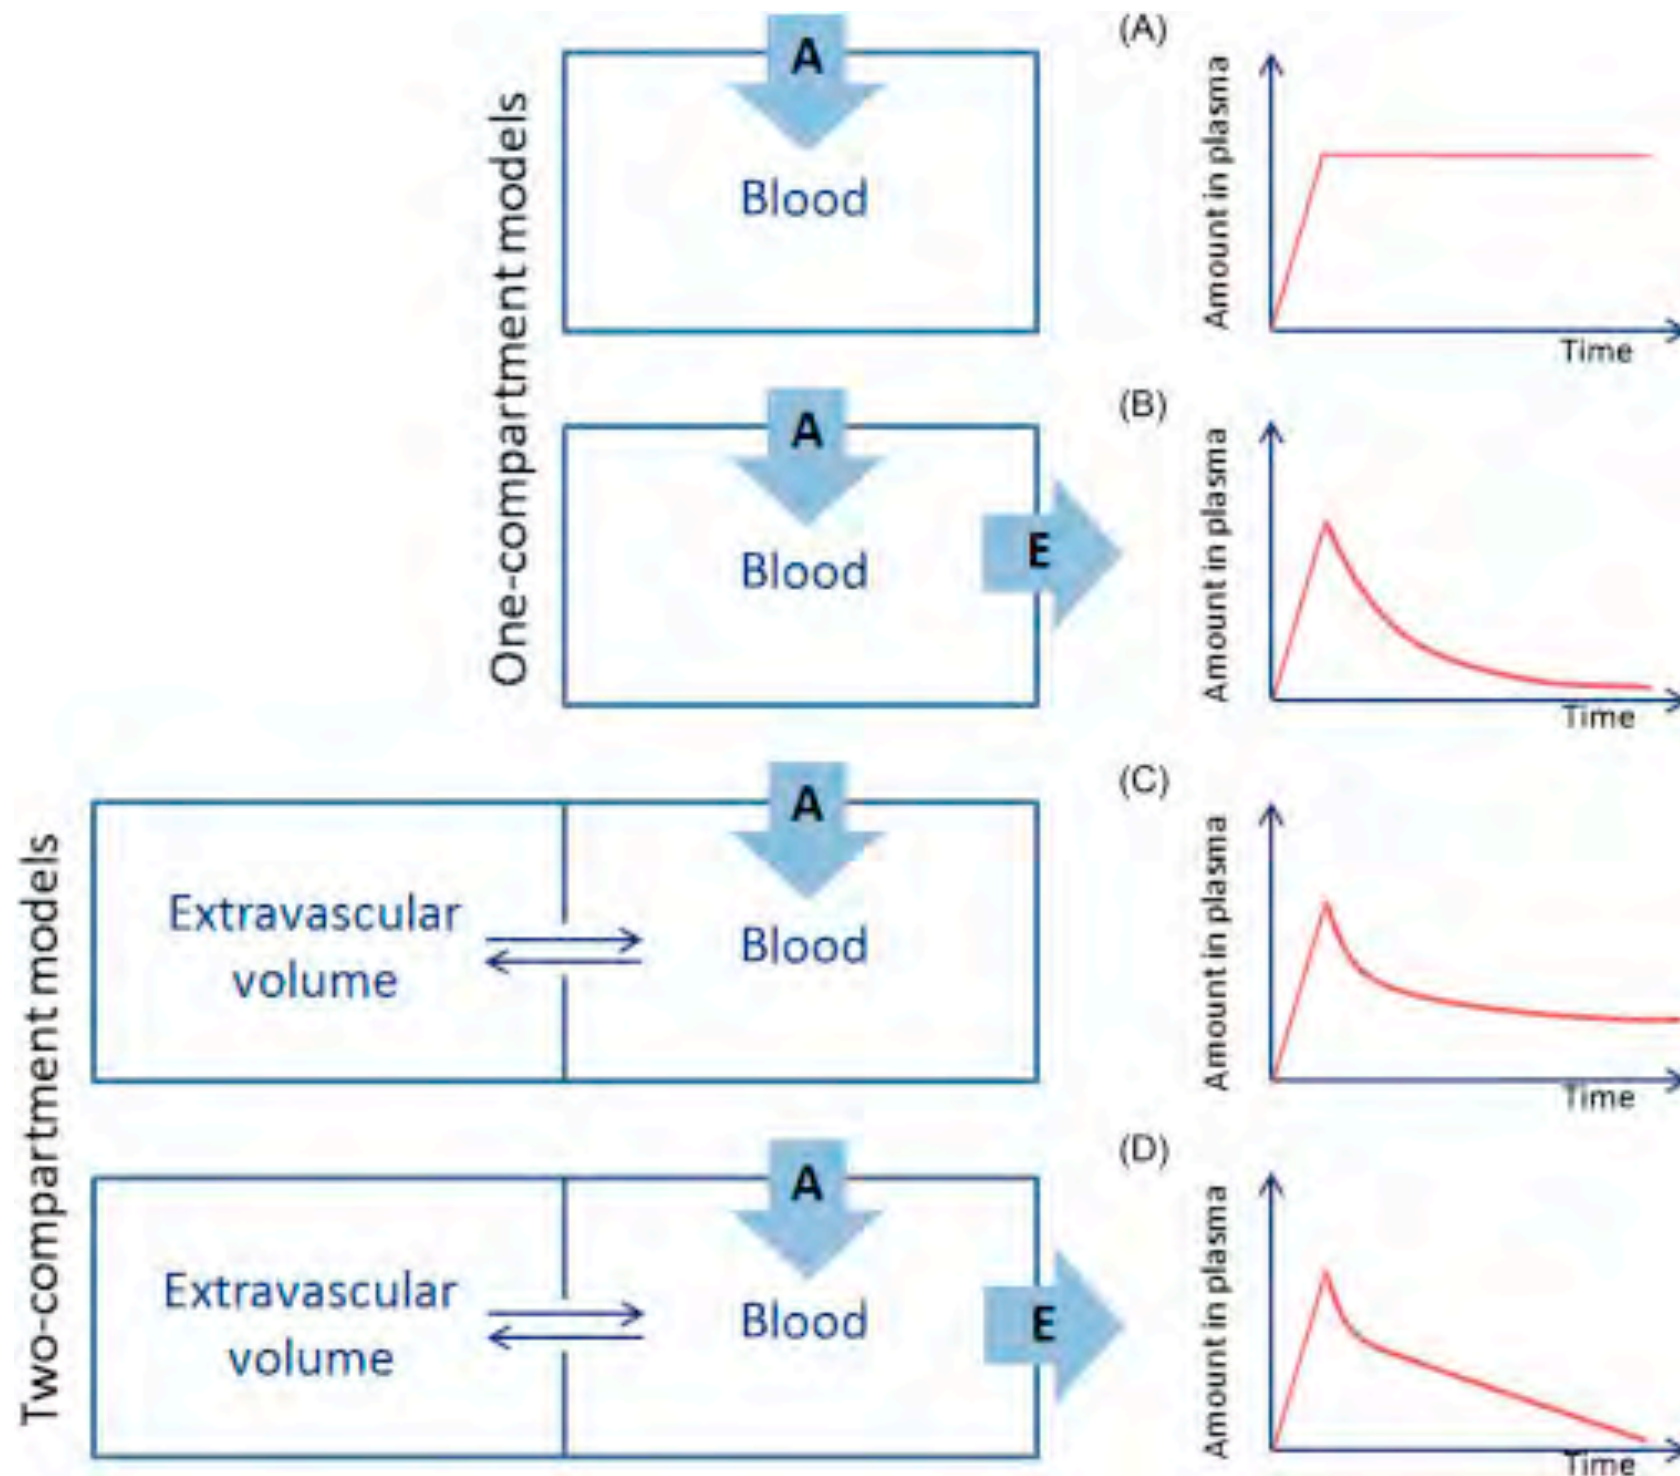 One-compartment models
A
Blood
(A)
Amount in plasma
Time
A
Blood
E
(B)
Amount in plasma
Time
Two-compartment models
Extravascular
volume
A
Blood
(C)
Amount in plasma
Time
Extravascular
volume
A
Blood
E
(D)
Amount in plasma
Time